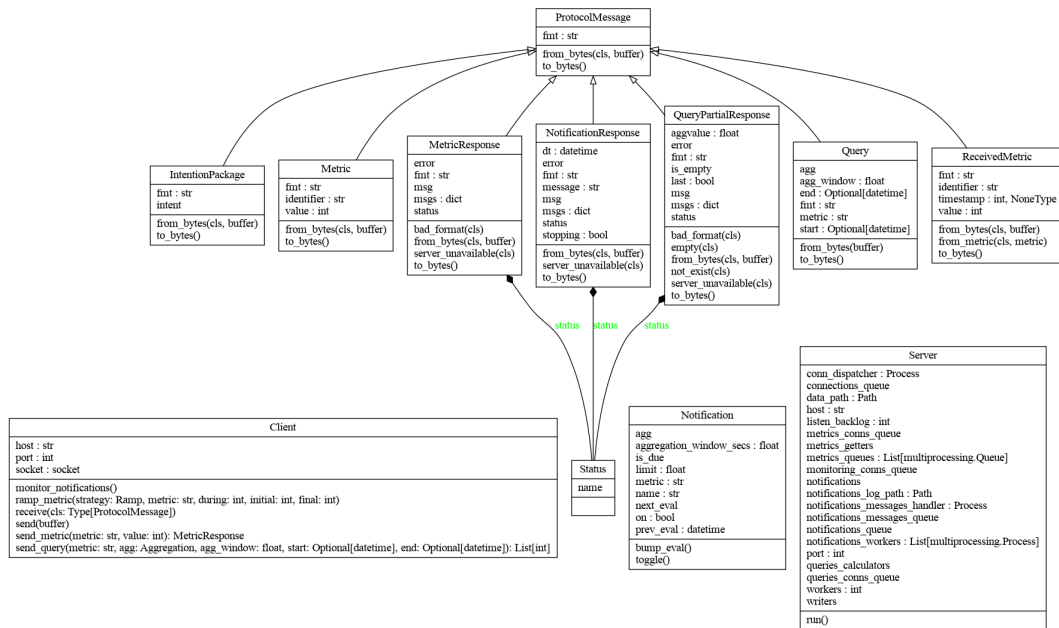 ProtocolMessage
fmt : str
from_bytes(cls, buffer)
to_bytes()
IntentionPackage
fmt : str
intent
from_bytes(cls, buffer)
to_bytes()
Metric
fmt : str
identifier : str
value : int
from_bytes(cls, buffer)
to_bytes()
MetricResponse
error
fmt : str
msg
msgs : dict
status
bad_format(cls)
from_bytes(cls, buffer)
server_unavailable(cls)
to_bytes()
NotificationResponse
dt : datetime
error
fmt : str
message : str
msg
msgs : dict
status
stopping : bool
from_bytes(cls, buffer)
server_unavailable(cls)
to_bytes()
QueryPartialResponse
aggvalue : float
error
fmt : str
is_empty
last : bool
msg
msgs : dict
status
bad_format(cls)
empty(cls)
from_bytes(cls, buffer)
not_exist(cls)
server_unavailable(cls)
to_bytes()
Query
agg
agg_window : float
end : Optional[datetime]
fmt : str
metric : str
start : Optional[datetime]
from_bytes(buffer)
to_bytes()
ReceivedMetric
fmt : str
identifier : str
timestamp : int, NoneType
value : int
from_bytes(cls, buffer)
from_metric(cls, metric)
to_bytes()
status
status
status
Client
host : str
port : int
socket : socket
monitor_notifications()
ramp_metric(strategy: Ramp, metric: str, during: int, initial: int, final: int)
receive(cls: Type[ProtocolMessage])
send(buffer)
send_metric(metric: str, value: int): MetricResponse
send_query(metric: str, agg: Aggregation, agg_window: float, start: Optional[datetime], end: Optional[datetime]): List[int]
Status
name
Notification
agg
aggregation_window_secs : float
is_due
limit : float
metric : str
name : str
next_eval
on : bool
prev_eval : datetime
bump_eval()
toggle()
Server
conn_dispatcher : Process
connections_queue
data_path : Path
host : str
listen_backlog : int
metrics_conns_queue
metrics_getters
metrics_queues : List[multiprocessing.Queue]
monitoring_conns_queue
notifications
notifications_log_path : Path
notifications_messages_handler : Process
notifications_messages_queue
notifications_queue
notifications_workers : List[multiprocessing.Process]
port : int
queries_calculators
queries_conns_queue
workers : int
writers
run()